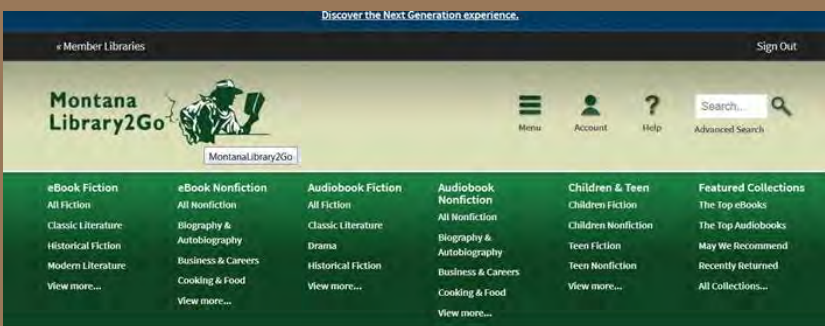 Discover the Next Generation experience.
« Member Libraries
Sign Out
Montana
Library2Go
MontanaLibrary2Go
Menu
Account
Help
Search...
Advanced Search
eBook Fiction
All Fiction
Classic Literature
Historical Fiction
Modern Literature
View more...
eBook Nonfiction
All Nonfiction
Biography &
Autobiography
Business & Careers
Cooking & Food
View more...
Audiobook Fiction
All Fiction
Classic Literature
Drama
Historical Fiction
View more...
Audiobook
Nonfiction
All Nonfiction
Biography &
Autobiography
Business & Careers
Cooking & Food
View more...
Children & Teen
Children Fiction
Children Nonfiction
Teen Fiction
Teen Nonfiction
View more...
Featured Collections
The Top eBooks
The Top Audiobooks
May We Recommend
Recently Returned
All Collections...